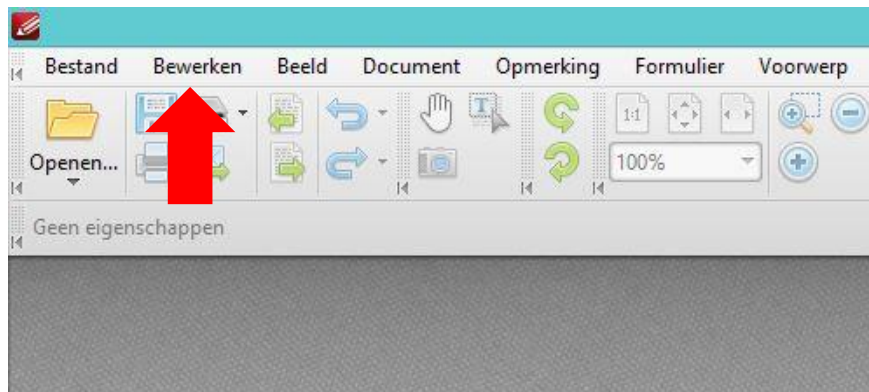 Bestand Bewerken Beeld Document Opmerking Formulier Voorwerp
1:1
Openen... 100%
Geen eigenschappen